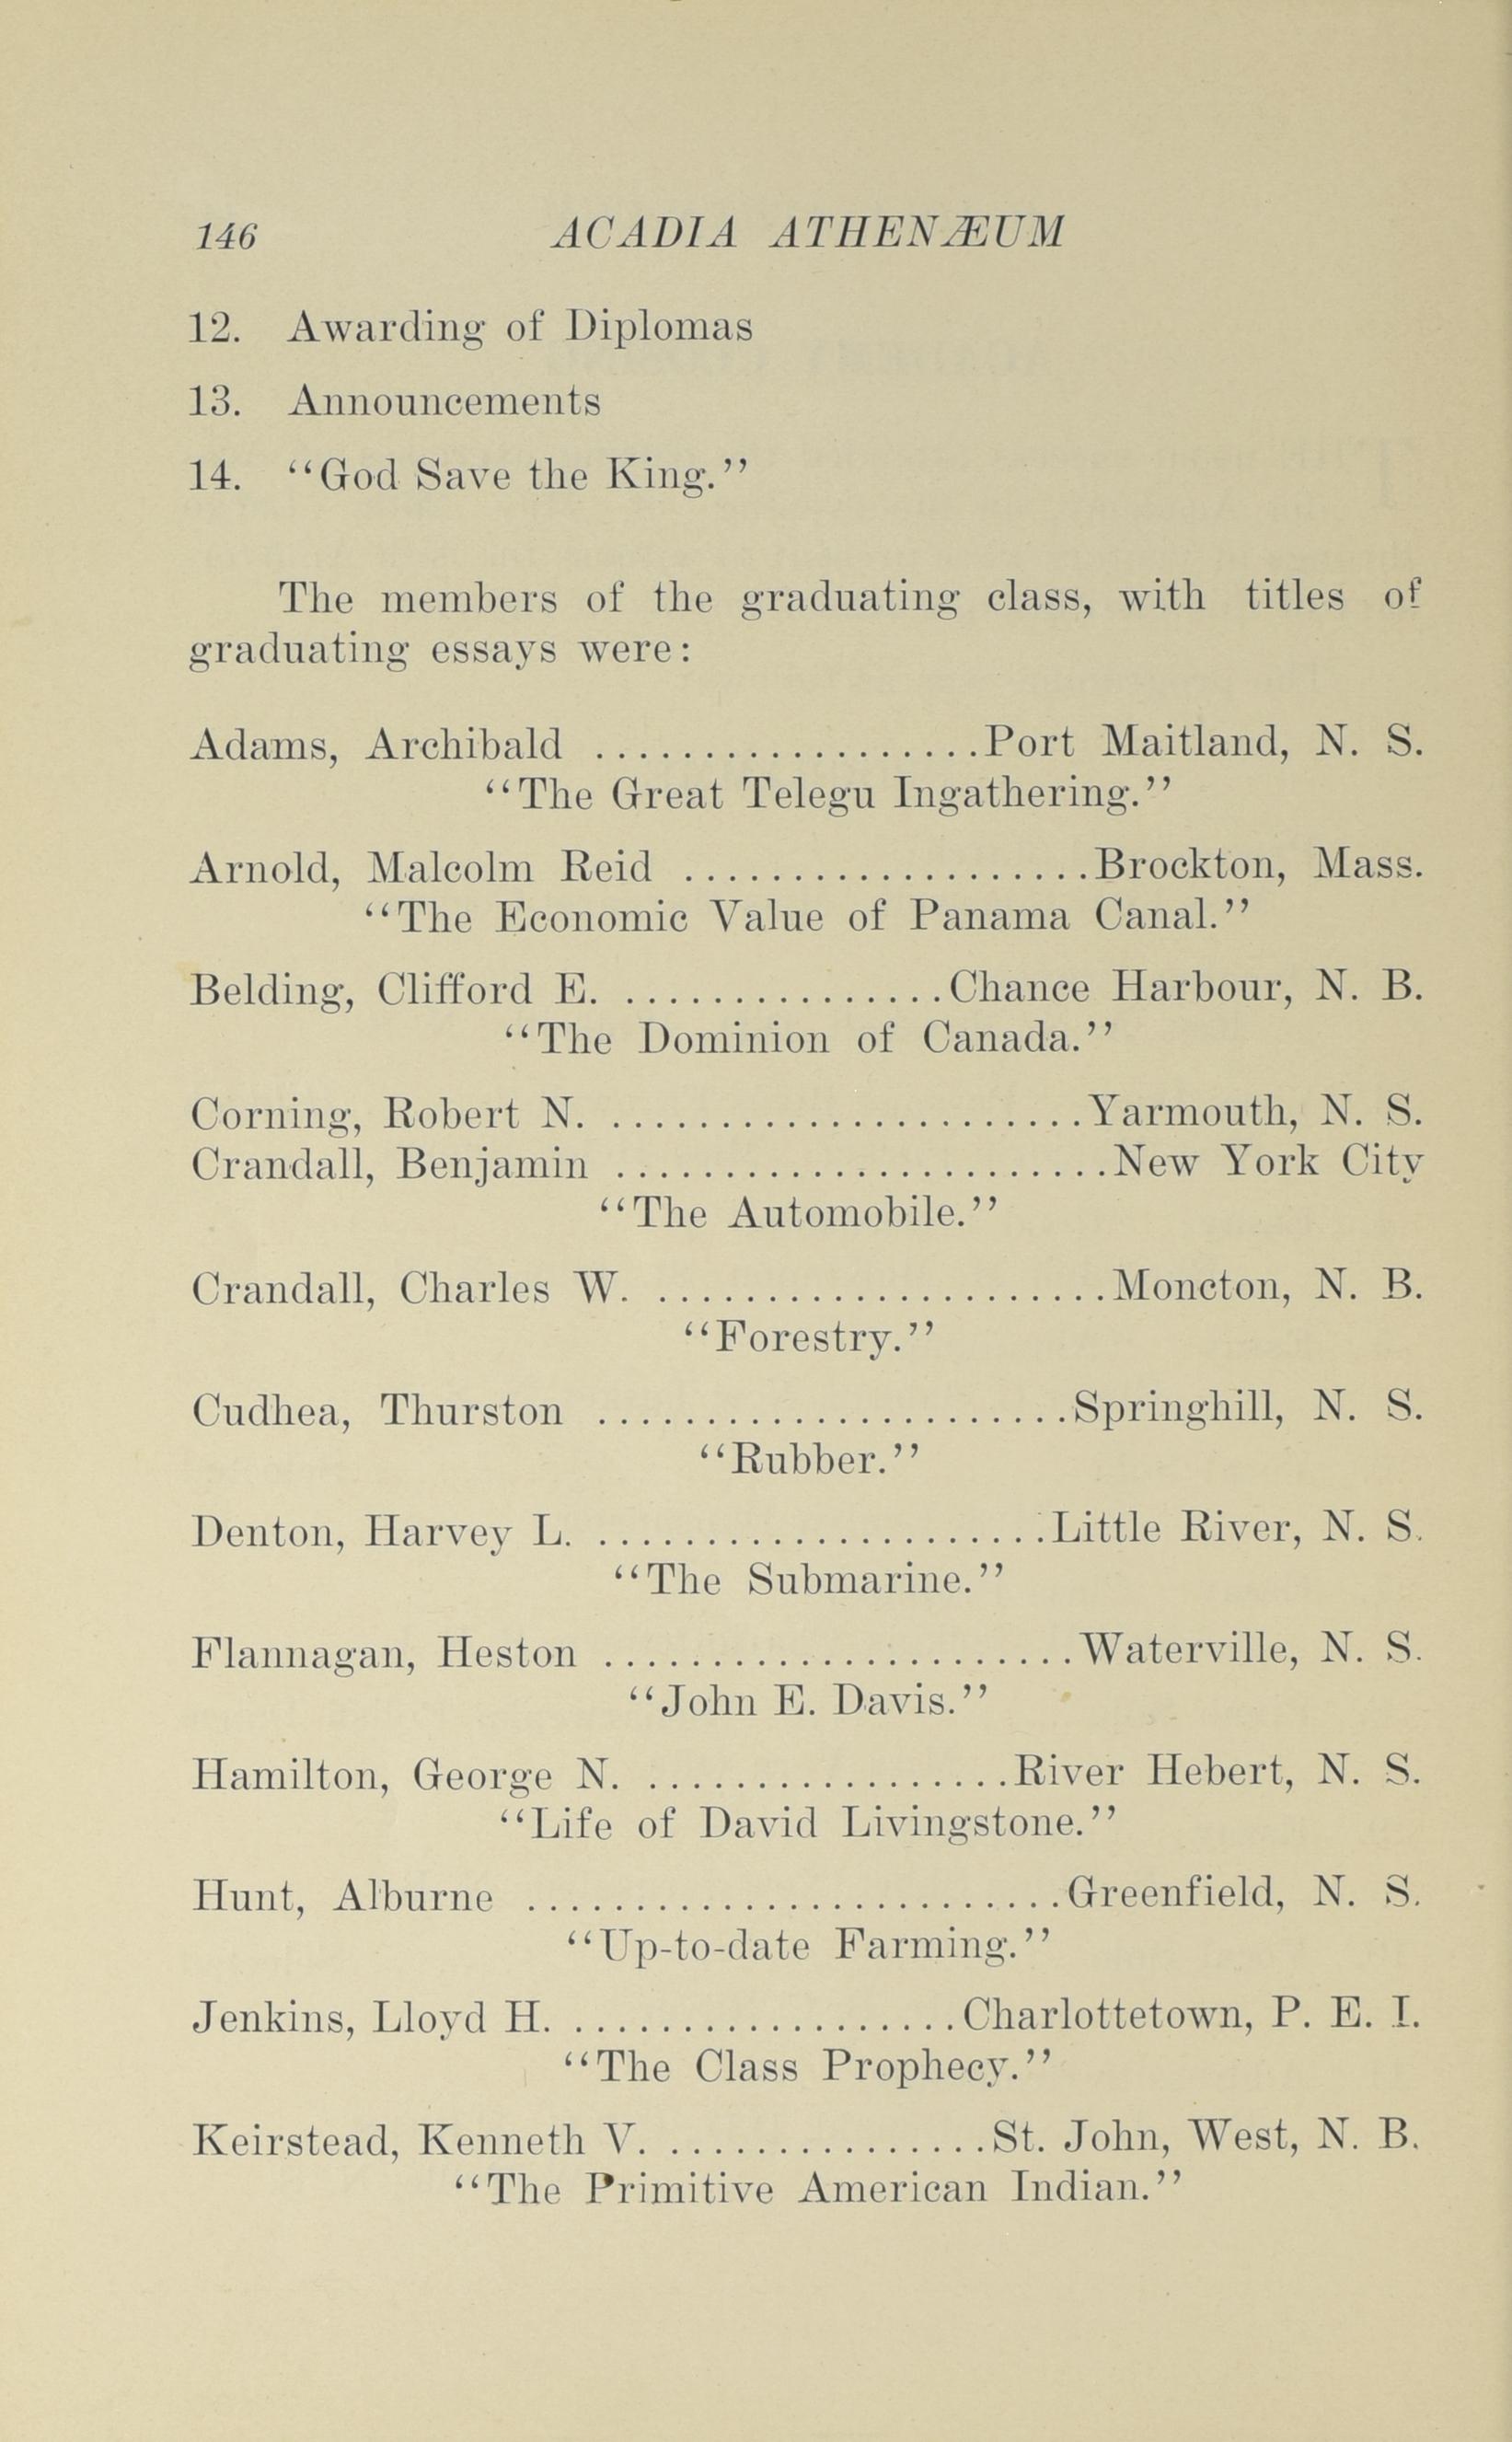 146 ACADIA ATHENÆUM
12. Awarding of Diplomas
13. Announcements
14. "God Save the King."
The members of the graduating class, with titles of
graduating essays were:
Adams, Archibald ..................Port Maitland, N. S.
"The Great Telegu Ingathering."
Arnold, Malcolm Reid ...................Brockton, Mass.
"The Economic Value of Panama Canal."
Belding, Clifford E. ...............Chance Harbour, N. B.
"The Dominion of Canada."
Corning, Robert N. ......................Yarmouth, N. S.
Crandall, Benjamin .......................New York City
"The Automobile."
Crandall, Charles W. .....................Moncton, N. B.
"Forestry."
Cudhea, Thurston ......................Springhill, N. S.
"Rubber."
Denton, Harvey L. .....................Little River, N. S.
"The Submarine."
Flannagan, Heston ......................Waterville, N. S.
"John E. Davis."
Hamilton, George N. .................River Hebert, N. S.
"Life of David Livingstone."
Hunt, Alburne .........................Greenfield, N. S.
"Up-to-date Farming."
Jenkins, Lloyd H. ..................Charlottetown, P. E. I.
"The Class Prophecy."
Keirstead, Kenneth V. ...............St. John, West, N. B.
"The Primitive American Indian."